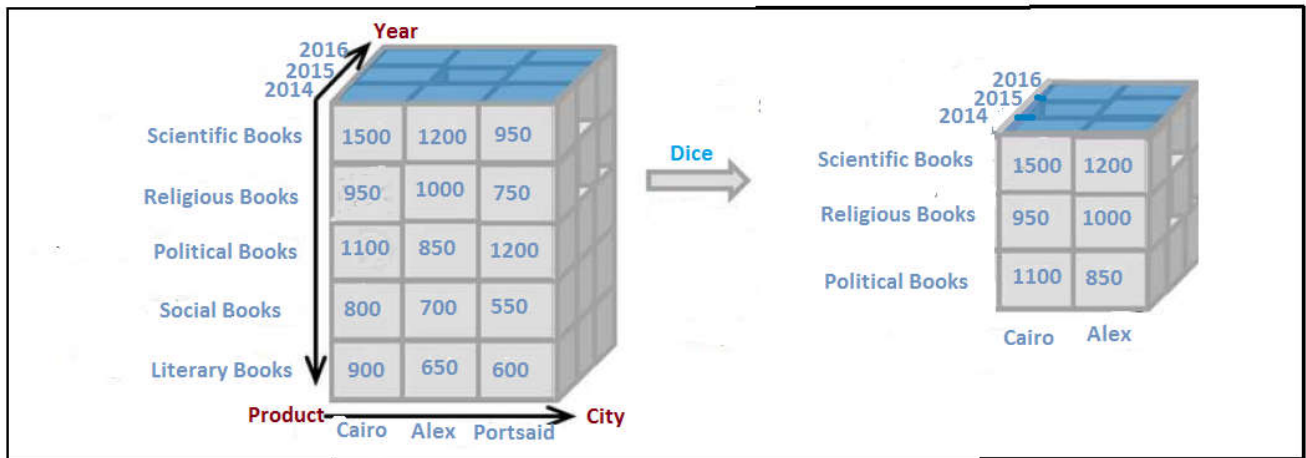 Year
2016
2015
2014
Scientific Books 1500 1200 950
Religious Books 950 1000 750
Political Books 1100 850 1200
Social Books 800 700 550
Literary Books 900 650 600
Product City
Cairo Alex Portsaid
Dice
2016
2015
2014
Scientific Books 1500 1200
Religious Books 950 1000
Political Books 1100 850
Cairo Alex